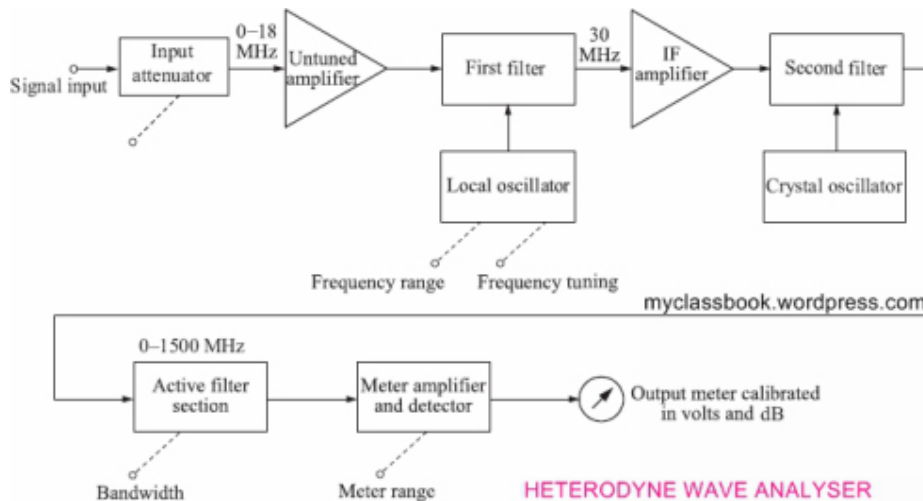 Signal input
Input
attenuator
0–18
MHz
Untuned
amplifier
First filter
30
MHz
IF
amplifier
Second filter
Local oscillator
Crystal oscillator
Frequency range
Frequency tuning
myclassbook.wordpress.com
0–1500 MHz
Active filter
section
Meter amplifier
and detector
Output meter calibrated
in volts and dB
Bandwidth
Meter range
HETERODYNE WAVE ANALYSER